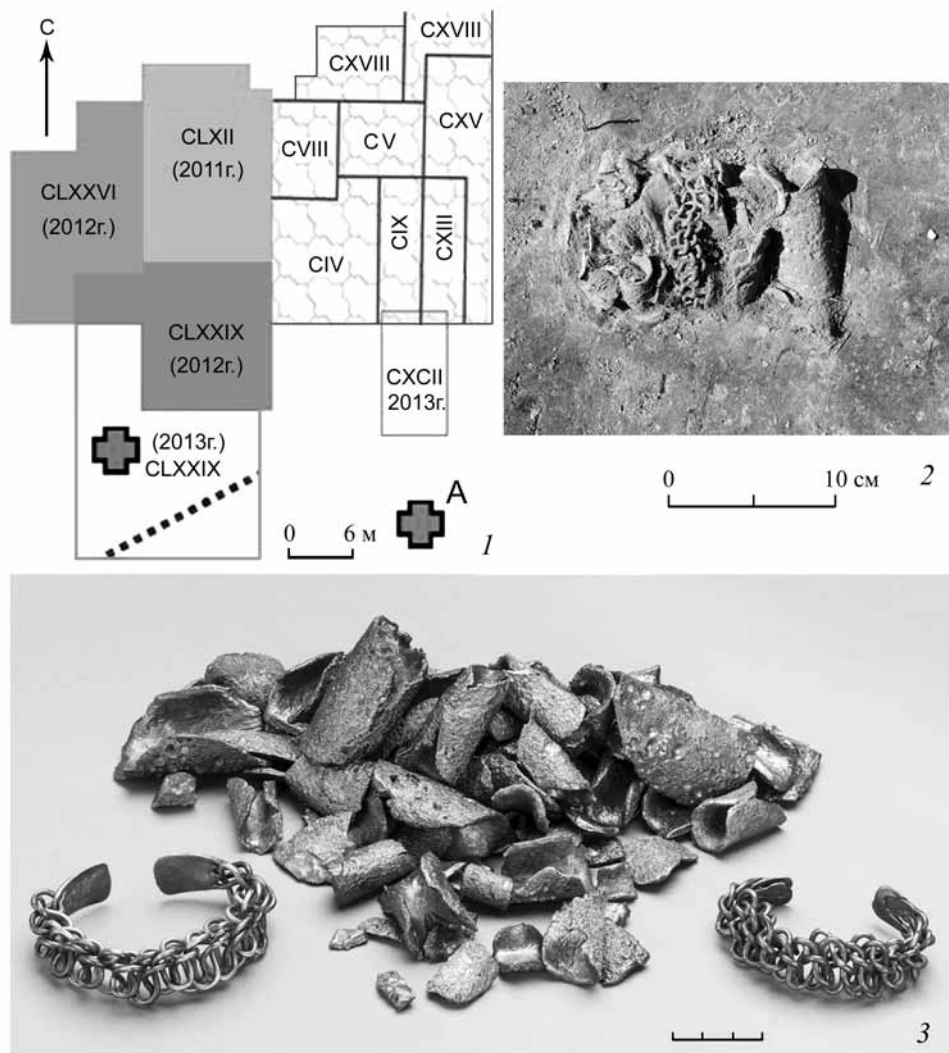 С
CXVIII
CXVIII
CLXII
(2011г.)
CVIII
CV
CXV
CLXXVI
(2012г.)
CIV
CIX
CXIII
CLXXIX
(2012г.)
CXCII
2013г.
(2013г.)
CLXXIX
A
0 6 м
1
0 10 см
2
3